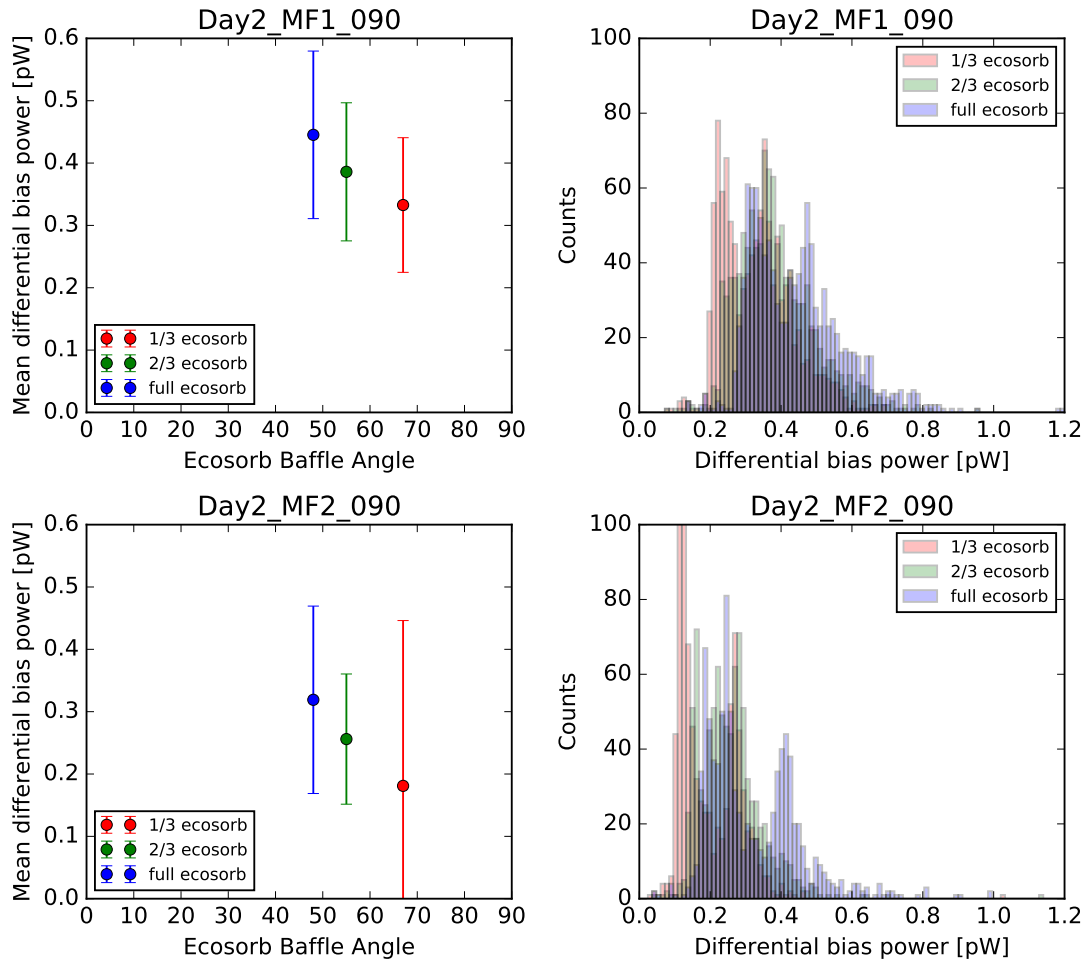 Day2_MF1_090
Mean differential bias power [pW]
0.6
0.5
0.4
0.3
0.2
0.1
0.0
1/3 ecosorb
2/3 ecosorb
full ecosorb
0 10 20 30 40 50 60 70 80 90
Ecosorb Baffle Angle
Day2_MF1_090
Counts
100
80
60
40
20
0
1/3 ecosorb
2/3 ecosorb
full ecosorb
0.0 0.2 0.4 0.6 0.8 1.0 1.2
Differential bias power [pW]
Day2_MF2_090
Mean differential bias power [pW]
0.6
0.5
0.4
0.3
0.2
0.1
0.0
1/3 ecosorb
2/3 ecosorb
full ecosorb
0 10 20 30 40 50 60 70 80 90
Ecosorb Baffle Angle
Day2_MF2_090
Counts
100
80
60
40
20
0
1/3 ecosorb
2/3 ecosorb
full ecosorb
0.0 0.2 0.4 0.6 0.8 1.0 1.2
Differential bias power [pW]